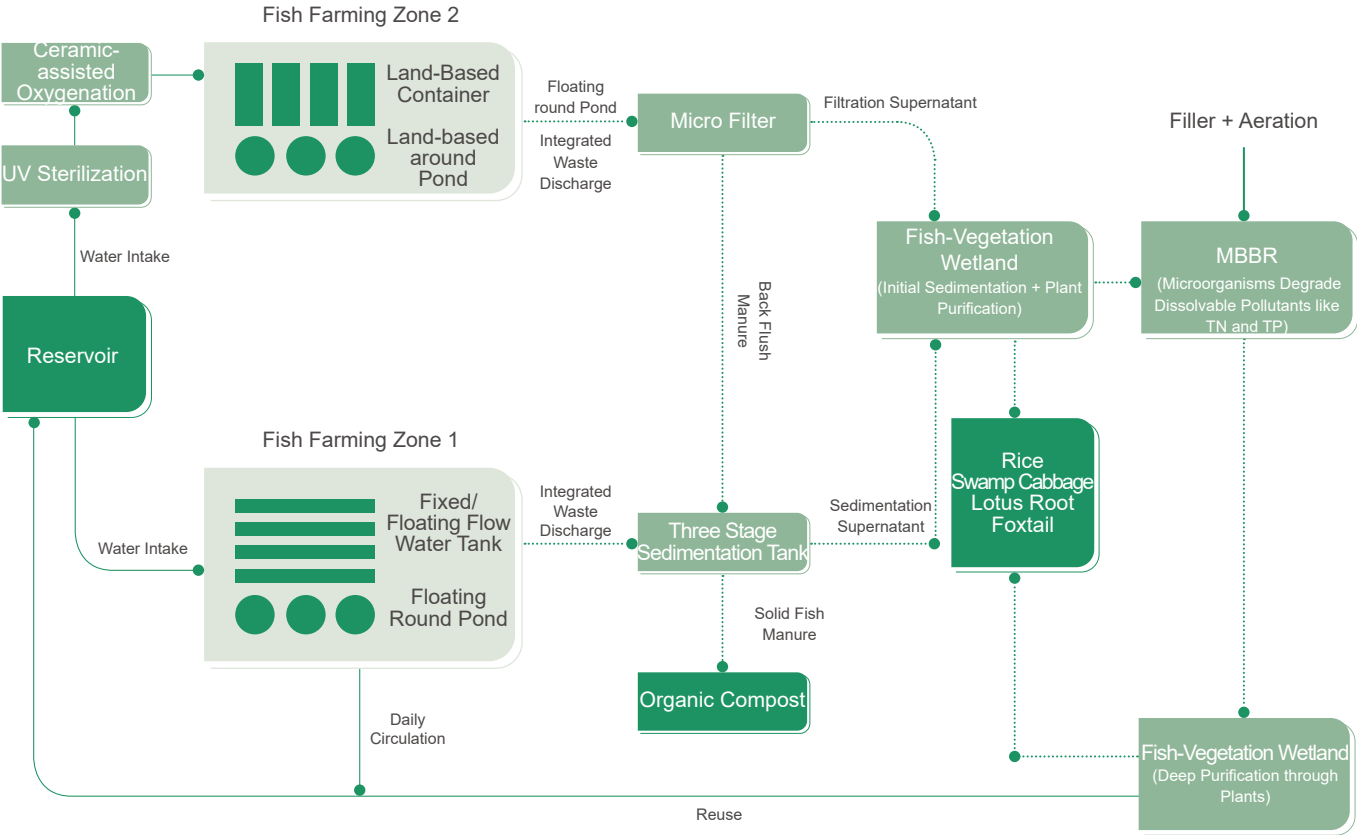 Fish Farming Zone 2
Ceramic-
assisted
Oxygenation
Land-Based
Container
Land-based
around
Pond
Floating
round Pond
Integrated
Waste
Discharge
Micro Filter
Filtration Supernatant
Filler + Aeration
UV Sterilization
Water Intake
Fish-Vegetation
Wetland
(Initial Sedimentation + Plant
Purification)
MBBR
(Microorganisms Degrade
Dissolvable Pollutants like
TN and TP)
Back Flush
Manure
Reservoir
Fish Farming Zone 1
Water Intake
Fixed/
Floating Flow
Water Tank
Floating
Round Pond
Integrated
Waste
Discharge
Three Stage
Sedimentation Tank
Sedimentation
Supernatant
Rice
Swamp Cabbage
Lotus Root
Foxtail
Solid Fish
Manure
Organic Compost
Daily
Circulation
Fish-Vegetation Wetland
(Deep Purification through
Plants)
Reuse